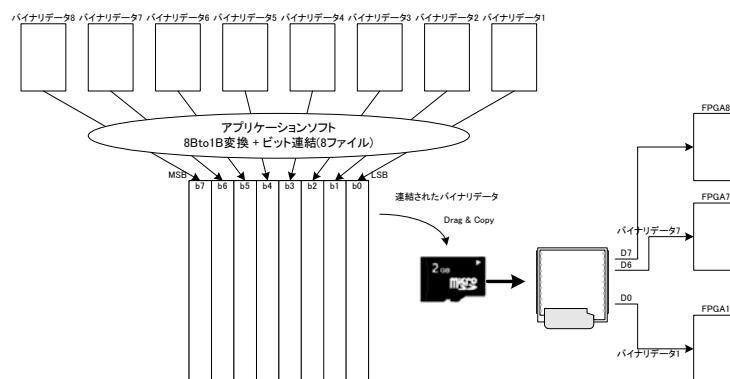 バイナリデータ8 バイナリデータ7 バイナリデータ6 バイナリデータ5 バイナリデータ4 バイナリデータ3 バイナリデータ2 バイナリデータ1
アプリケーションソフト
8Bto1B変換 + ビット連結(8ファイル)
MSB
LSB
b7 b6 b5 b4 b3 b2 b1 b0
連結されたバイナリデータ
Drag & Copy
2 GB
micro SD
FPGA8
FPGA7
バイナリデータ7
D7
D6
D0
FPGA1
バイナリデータ1